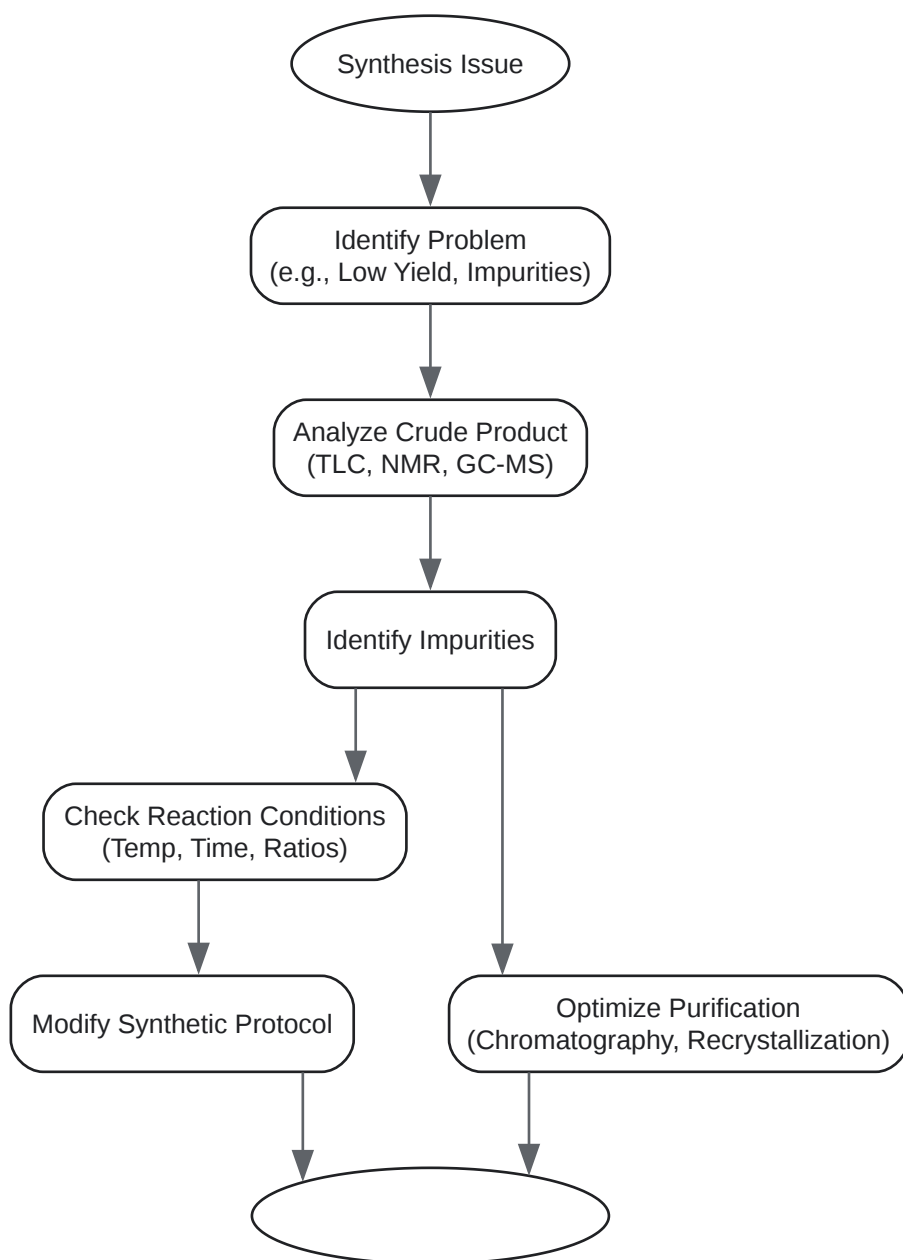 Synthesis Issue
Identify Problem
(e.g., Low Yield, Impurities)
Analyze Crude Product
(TLC, NMR, GC-MS)
Identify Impurities
Check Reaction Conditions
(Temp, Time, Ratios)
Modify Synthetic Protocol
Optimize Purification
(Chromatography, Recrystallization)